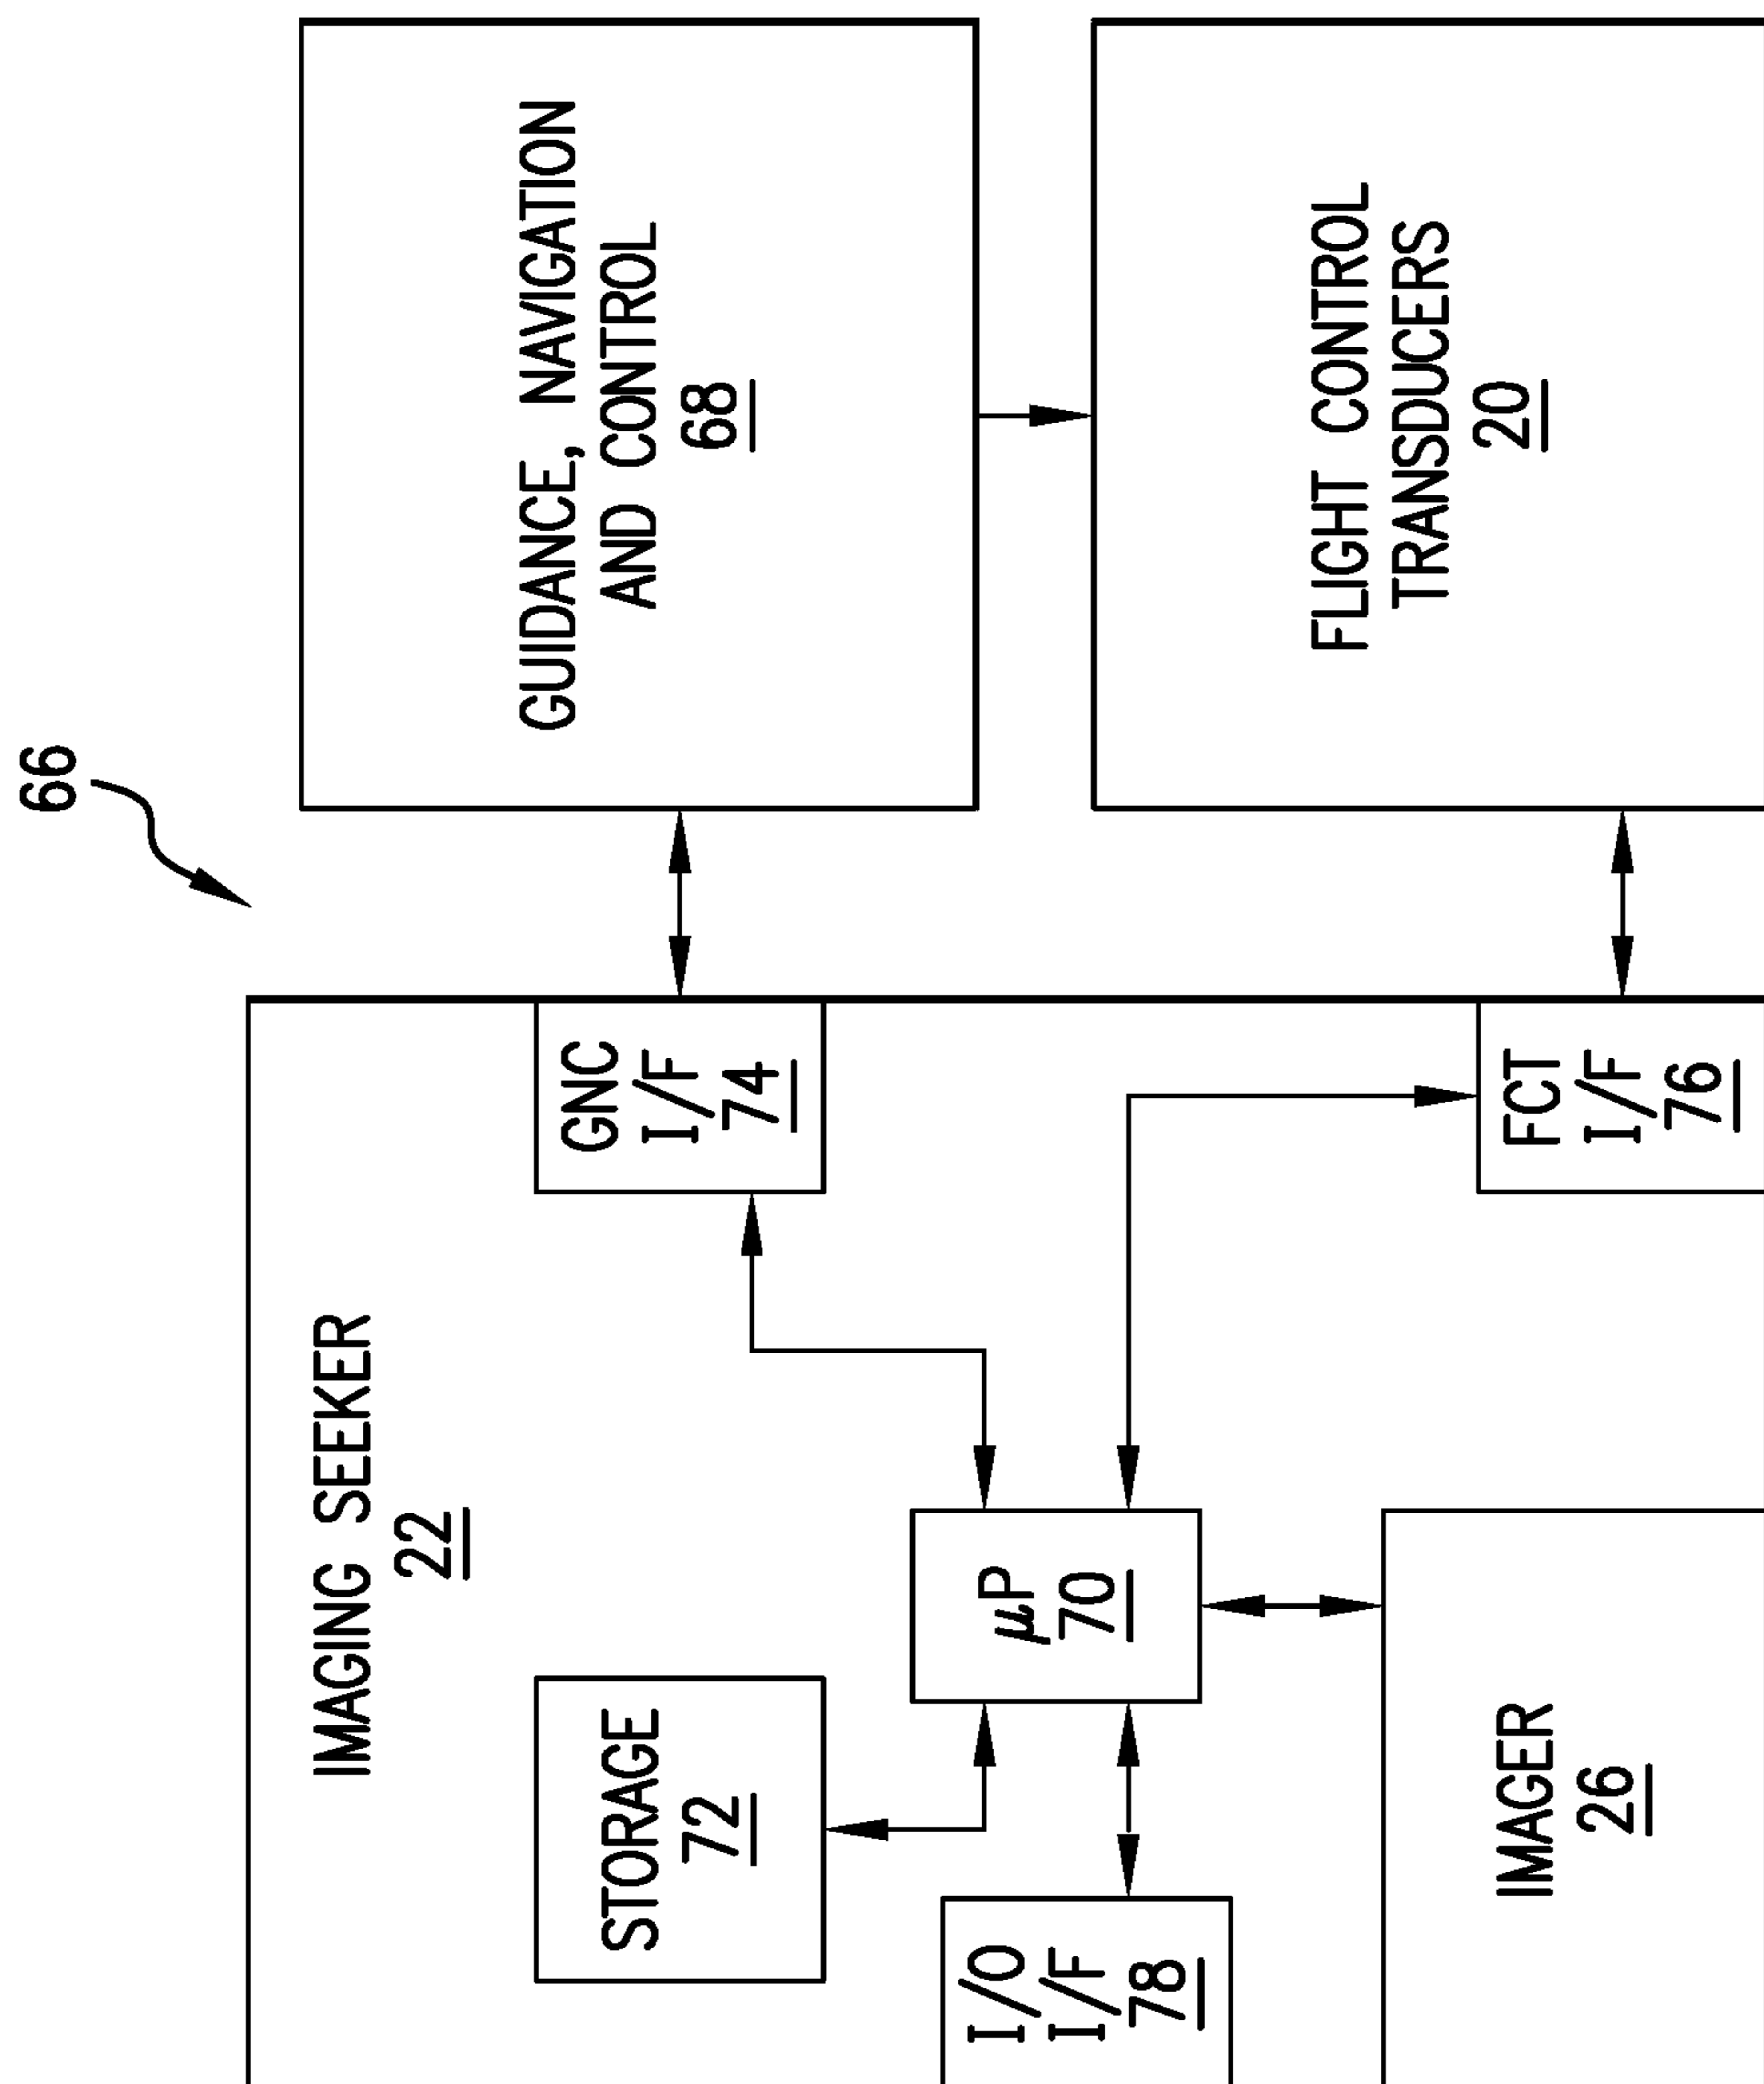 66
IMAGING SEEKER
22
STORAGE
72
GNC
I/F
74
GUIDANCE, NAVIGATION
AND CONTROL
68
I/O
I/F
78
µP
70
IMAGER
26
FCT
I/F
76
FLIGHT CONTROL
TRANSDUCERS
20